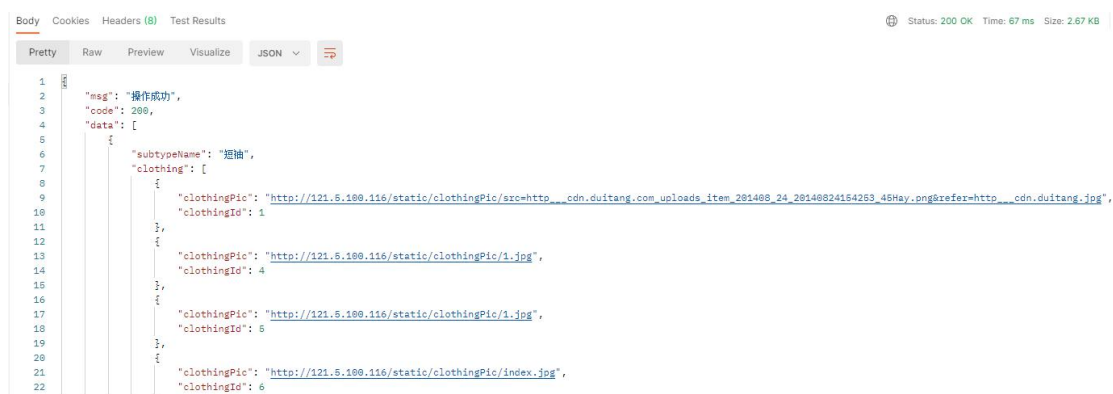 Body Cookies Headers (8) Test Results Status: 200 OK Time: 67 ms Size: 2.67 KB
Pretty Raw Preview Visualize JSON
1 {
2 "msg": "操作成功",
3 "code": 200,
4 "data": [
5 {
6 "subtypeName": "短袖",
7 "clothing": [
8 {
9 "clothingPic": "http://121.5.100.116/static/clothingPic/src=http___cdn.duitang.com_uploads_item_201408_24_20140824154253_45Hay.png&refer=http___cdn.duitang.jpg",
10 "clothingId": 1
11 },
12 {
13 "clothingPic": "http://121.5.100.116/static/clothingPic/1.jpg",
14 "clothingId": 4
15 },
16 {
17 "clothingPic": "http://121.5.100.116/static/clothingPic/1.jpg",
18 "clothingId": 5
19 },
20 {
21 "clothingPic": "http://121.5.100.116/static/clothingPic/index.jpg",
22 "clothingId": 6